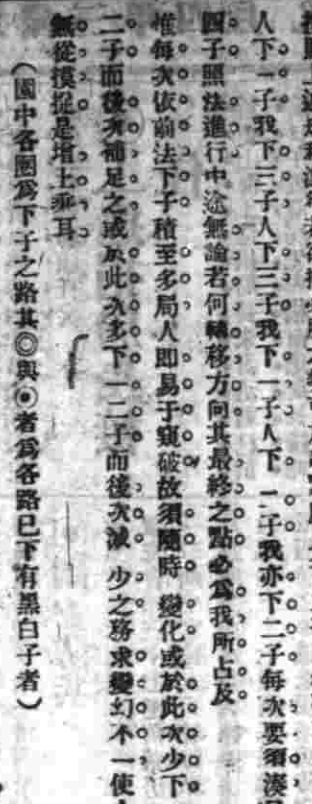 人下一子我下三子人下三子我下一子人下二子我亦下二子每次要須湊
四子照法進行中途無論若何轉移方向其最終之點必爲我所占及
惟每次依前法下子積至多局人即易于窺破故須隨時變化或於此次少下
二子而後次補足之或於此次多下一二子而後次減少之務求變幻不一使
無從摸捉是增上乘耳
（圖中各圈爲下子之路其◎與⦿者爲各路已下有黑白子者）